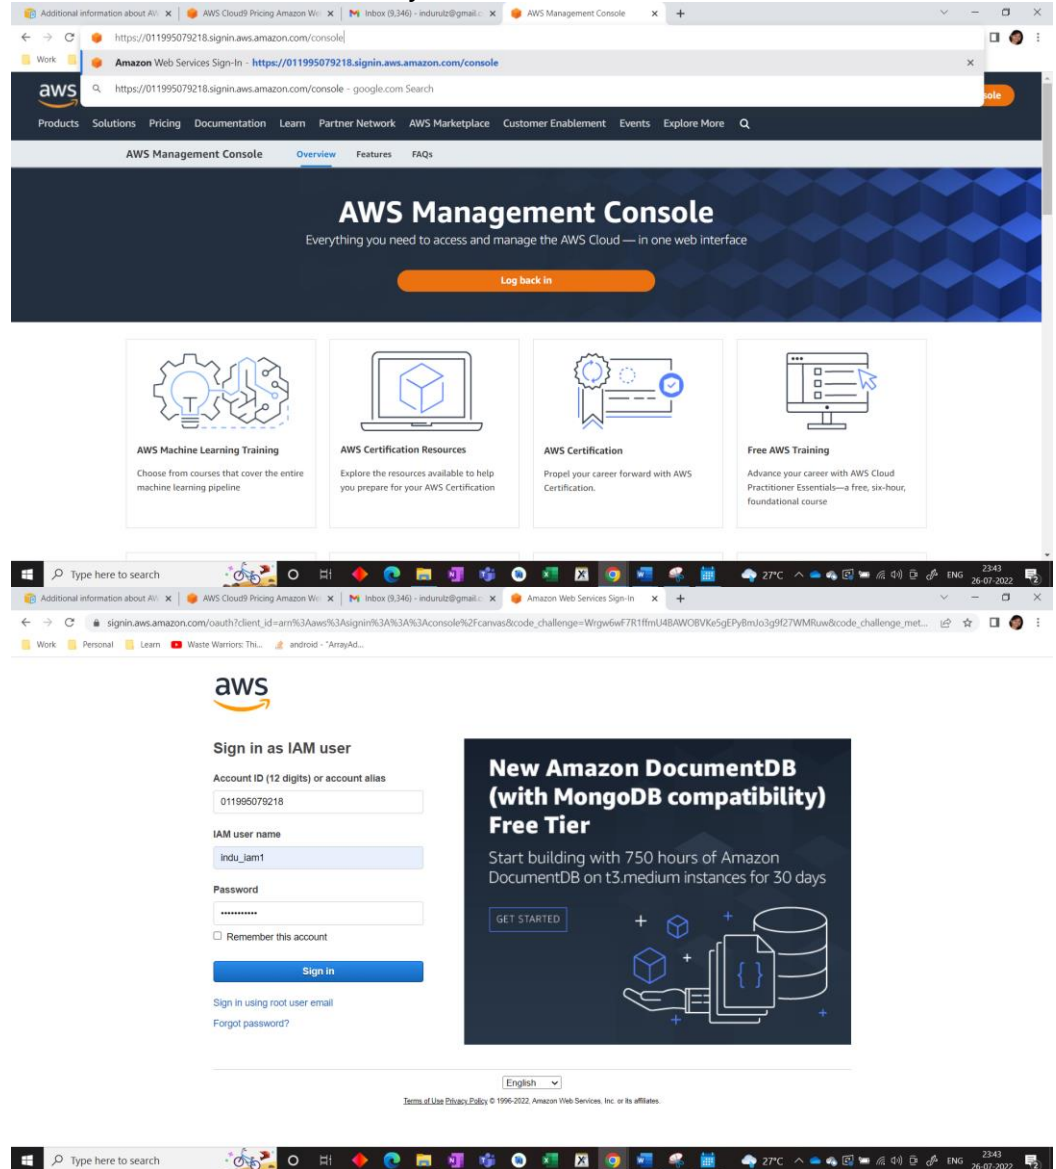 Additional information about AW
AWS Cloud9 Pricing Amazon We
Inbox (9,346) - indurulz@gmail.c
AWS Management Console
https://011995079218.signin.aws.amazon.com/console
Work
Amazon Web Services Sign-In - https://011995079218.signin.aws.amazon.com/console
https://011995079218.signin.aws.amazon.com/console - google.com Search
aws
sole
Products Solutions Pricing Documentation Learn Partner Network AWS Marketplace Customer Enablement Events Explore More
AWS Management Console Overview Features FAQs
AWS Management Console
Everything you need to access and manage the AWS Cloud — in one web interface
Log back in
AWS Machine Learning Training
Choose from courses that cover the entire
machine learning pipeline
AWS Certification Resources
Explore the resources available to help
you prepare for your AWS Certification
AWS Certification
Propel your career forward with AWS
Certification.
Free AWS Training
Advance your career with AWS Cloud
Practitioner Essentials—a free, six-hour,
foundational course
Type here to search
27°C
ENG
23:43
26-07-2022
Additional information about AW
AWS Cloud9 Pricing Amazon We
Inbox (9,346) - indurulz@gmail.c
Amazon Web Services Sign-In
signin.aws.amazon.com/oauth?client_id=arn%3Aaws%3Asignin%3A%3A%3Aconsole%2Fcanvas&code_challenge=Wrgw6wF7R1ffmU48AWOBVKe5gEPyBmJo3g9f27WMRuw&code_challenge_met...
Work Personal Learn Waste Warriors: Thi... android - "ArrayAd...
aws
Sign in as IAM user
Account ID (12 digits) or account alias
011995079218
IAM user name
indu_iam1
Password
Remember this account
Sign in
Sign in using root user email
Forgot password?
New Amazon DocumentDB
(with MongoDB compatibility)
Free Tier
Start building with 750 hours of Amazon
DocumentDB on t3.medium instances for 30 days
GET STARTED
English
Terms of Use Privacy Policy © 1996-2022, Amazon Web Services, Inc. or its affiliates.
Type here to search
27°C
ENG
23:43
26-07-2022